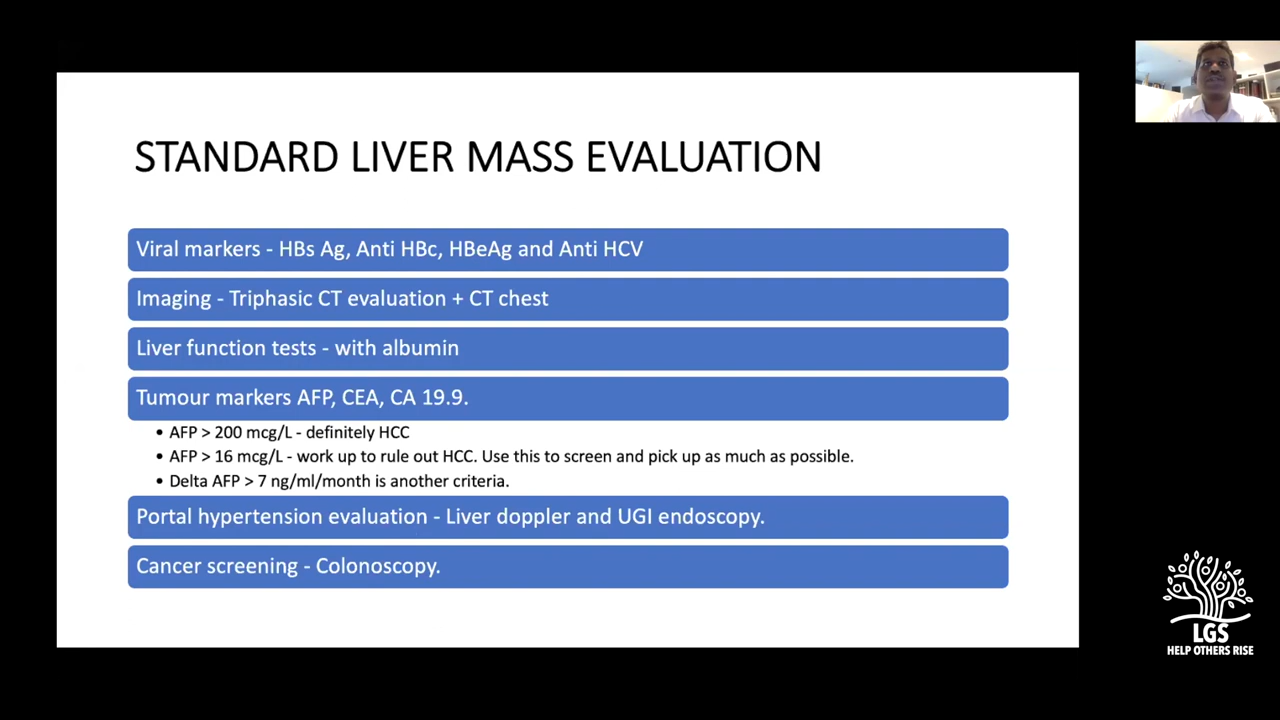 STANDARD LIVER MASS EVALUATION
Viral markers - HBs Ag, Anti HBc, HBeAg and Anti HCV
Imaging - Triphasic CT evaluation + CT chest
Liver function tests - with albumin
Tumour markers AFP, CEA, CA 19.9.
• AFP > 200 mcg/L - definitely HCC
• AFP > 16 mcg/L - work up to rule out HCC. Use this to screen and pick up as much as possible.
• Delta AFP > 7 ng/ml/month is another criteria.
Portal hypertension evaluation - Liver doppler and UGI endoscopy.
Cancer screening - Colonoscopy.
LGS
HELP OTHERS RISE